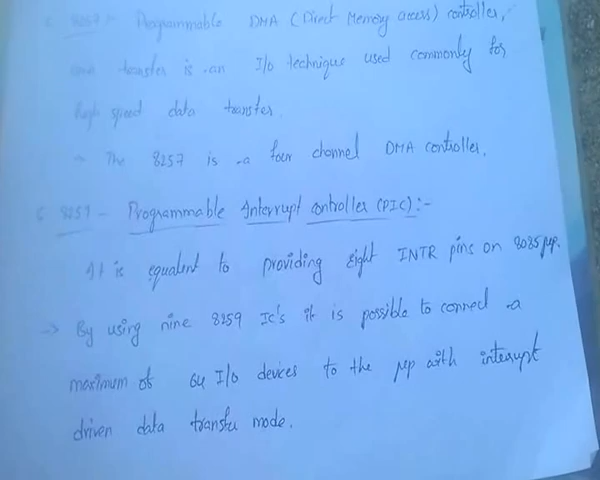 8257:- Programmable DMA (Direct Memory access) controller,
transfer is an I/o technique used commonly for
high speed data transfer.
→ The 8257 is a four channel DMA controller.
8259 - Programmable Interrupt controller (PIC):-
It is equalent to providing Eight INTR pins on 8085 μp.
→ By using nine 8259 Ic's it is possible to conned a
maximum of 64 I/o devices to the μp with interrupt
driven data transfer mode.